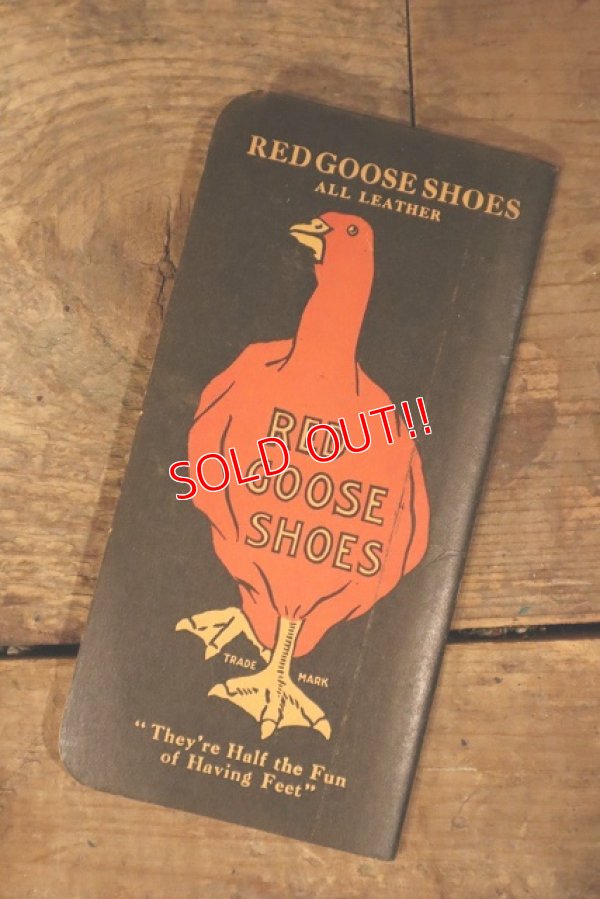 RED GOOSE SHOES
ALL LEATHER
RED
GOOSE
SHOES
SOLD OUT!!
TRADE MARK
"They're Half the Fun
of Having Feet"